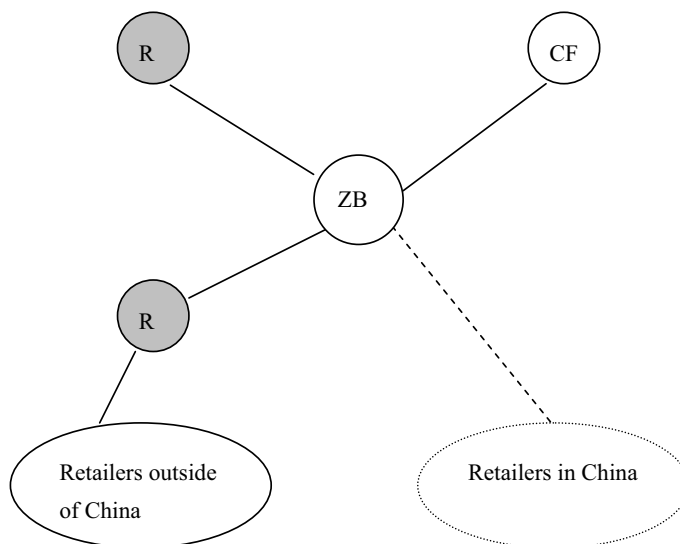 R
CF
ZB
R
Retailers outside
of China
Retailers in China